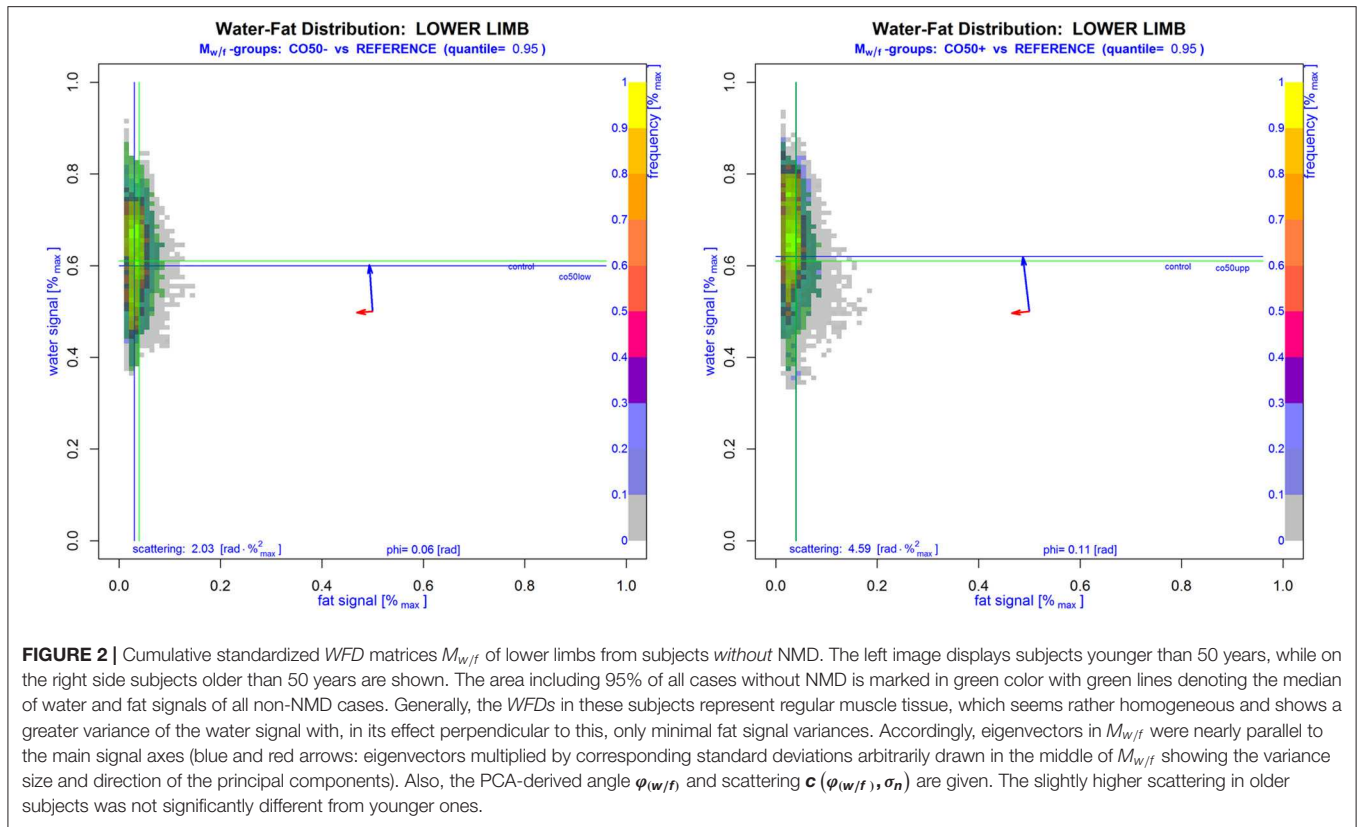 Water-Fat Distribution: LOWER LIMB
M w/f -groups: CO50- vs REFERENCE (quantile= 0.95 )
1.0
0.8
0.6
0.4
0.2
0.0
water signal [% max ]
control
co50low
scattering: 2.03 [rad · %²max ]
phi= 0.06 [rad]
0.0 0.2 0.4 0.6 0.8 1.0
fat signal [% max ]
frequency [% max ]
1
0.9
0.8
0.7
0.6
0.5
0.4
0.3
0.2
0.1
0
Water-Fat Distribution: LOWER LIMB
M w/f -groups: CO50+ vs REFERENCE (quantile= 0.95 )
1.0
0.8
0.6
0.4
0.2
0.0
water signal [% max ]
control
co50upp
scattering: 4.59 [rad · %²max ]
phi= 0.11 [rad]
0.0 0.2 0.4 0.6 0.8 1.0
fat signal [% max ]
frequency [% max ]
1
0.9
0.8
0.7
0.6
0.5
0.4
0.3
0.2
0.1
0
FIGURE 2 | Cumulative standardized WFD matrices Mw/f of lower limbs from subjects without NMD. The left image displays subjects younger than 50 years, while on
the right side subjects older than 50 years are shown. The area including 95% of all cases without NMD is marked in green color with green lines denoting the median
of water and fat signals of all non-NMD cases. Generally, the WFDs in these subjects represent regular muscle tissue, which seems rather homogeneous and shows a
greater variance of the water signal with, in its effect perpendicular to this, only minimal fat signal variances. Accordingly, eigenvectors in Mw/f were nearly parallel to
the main signal axes (blue and red arrows: eigenvectors multiplied by corresponding standard deviations arbitrarily drawn in the middle of Mw/f showing the variance
size and direction of the principal components). Also, the PCA-derived angle φ(w/f) and scattering c (φ(w/f ), σn) are given. The slightly higher scattering in older
subjects was not significantly different from younger ones.